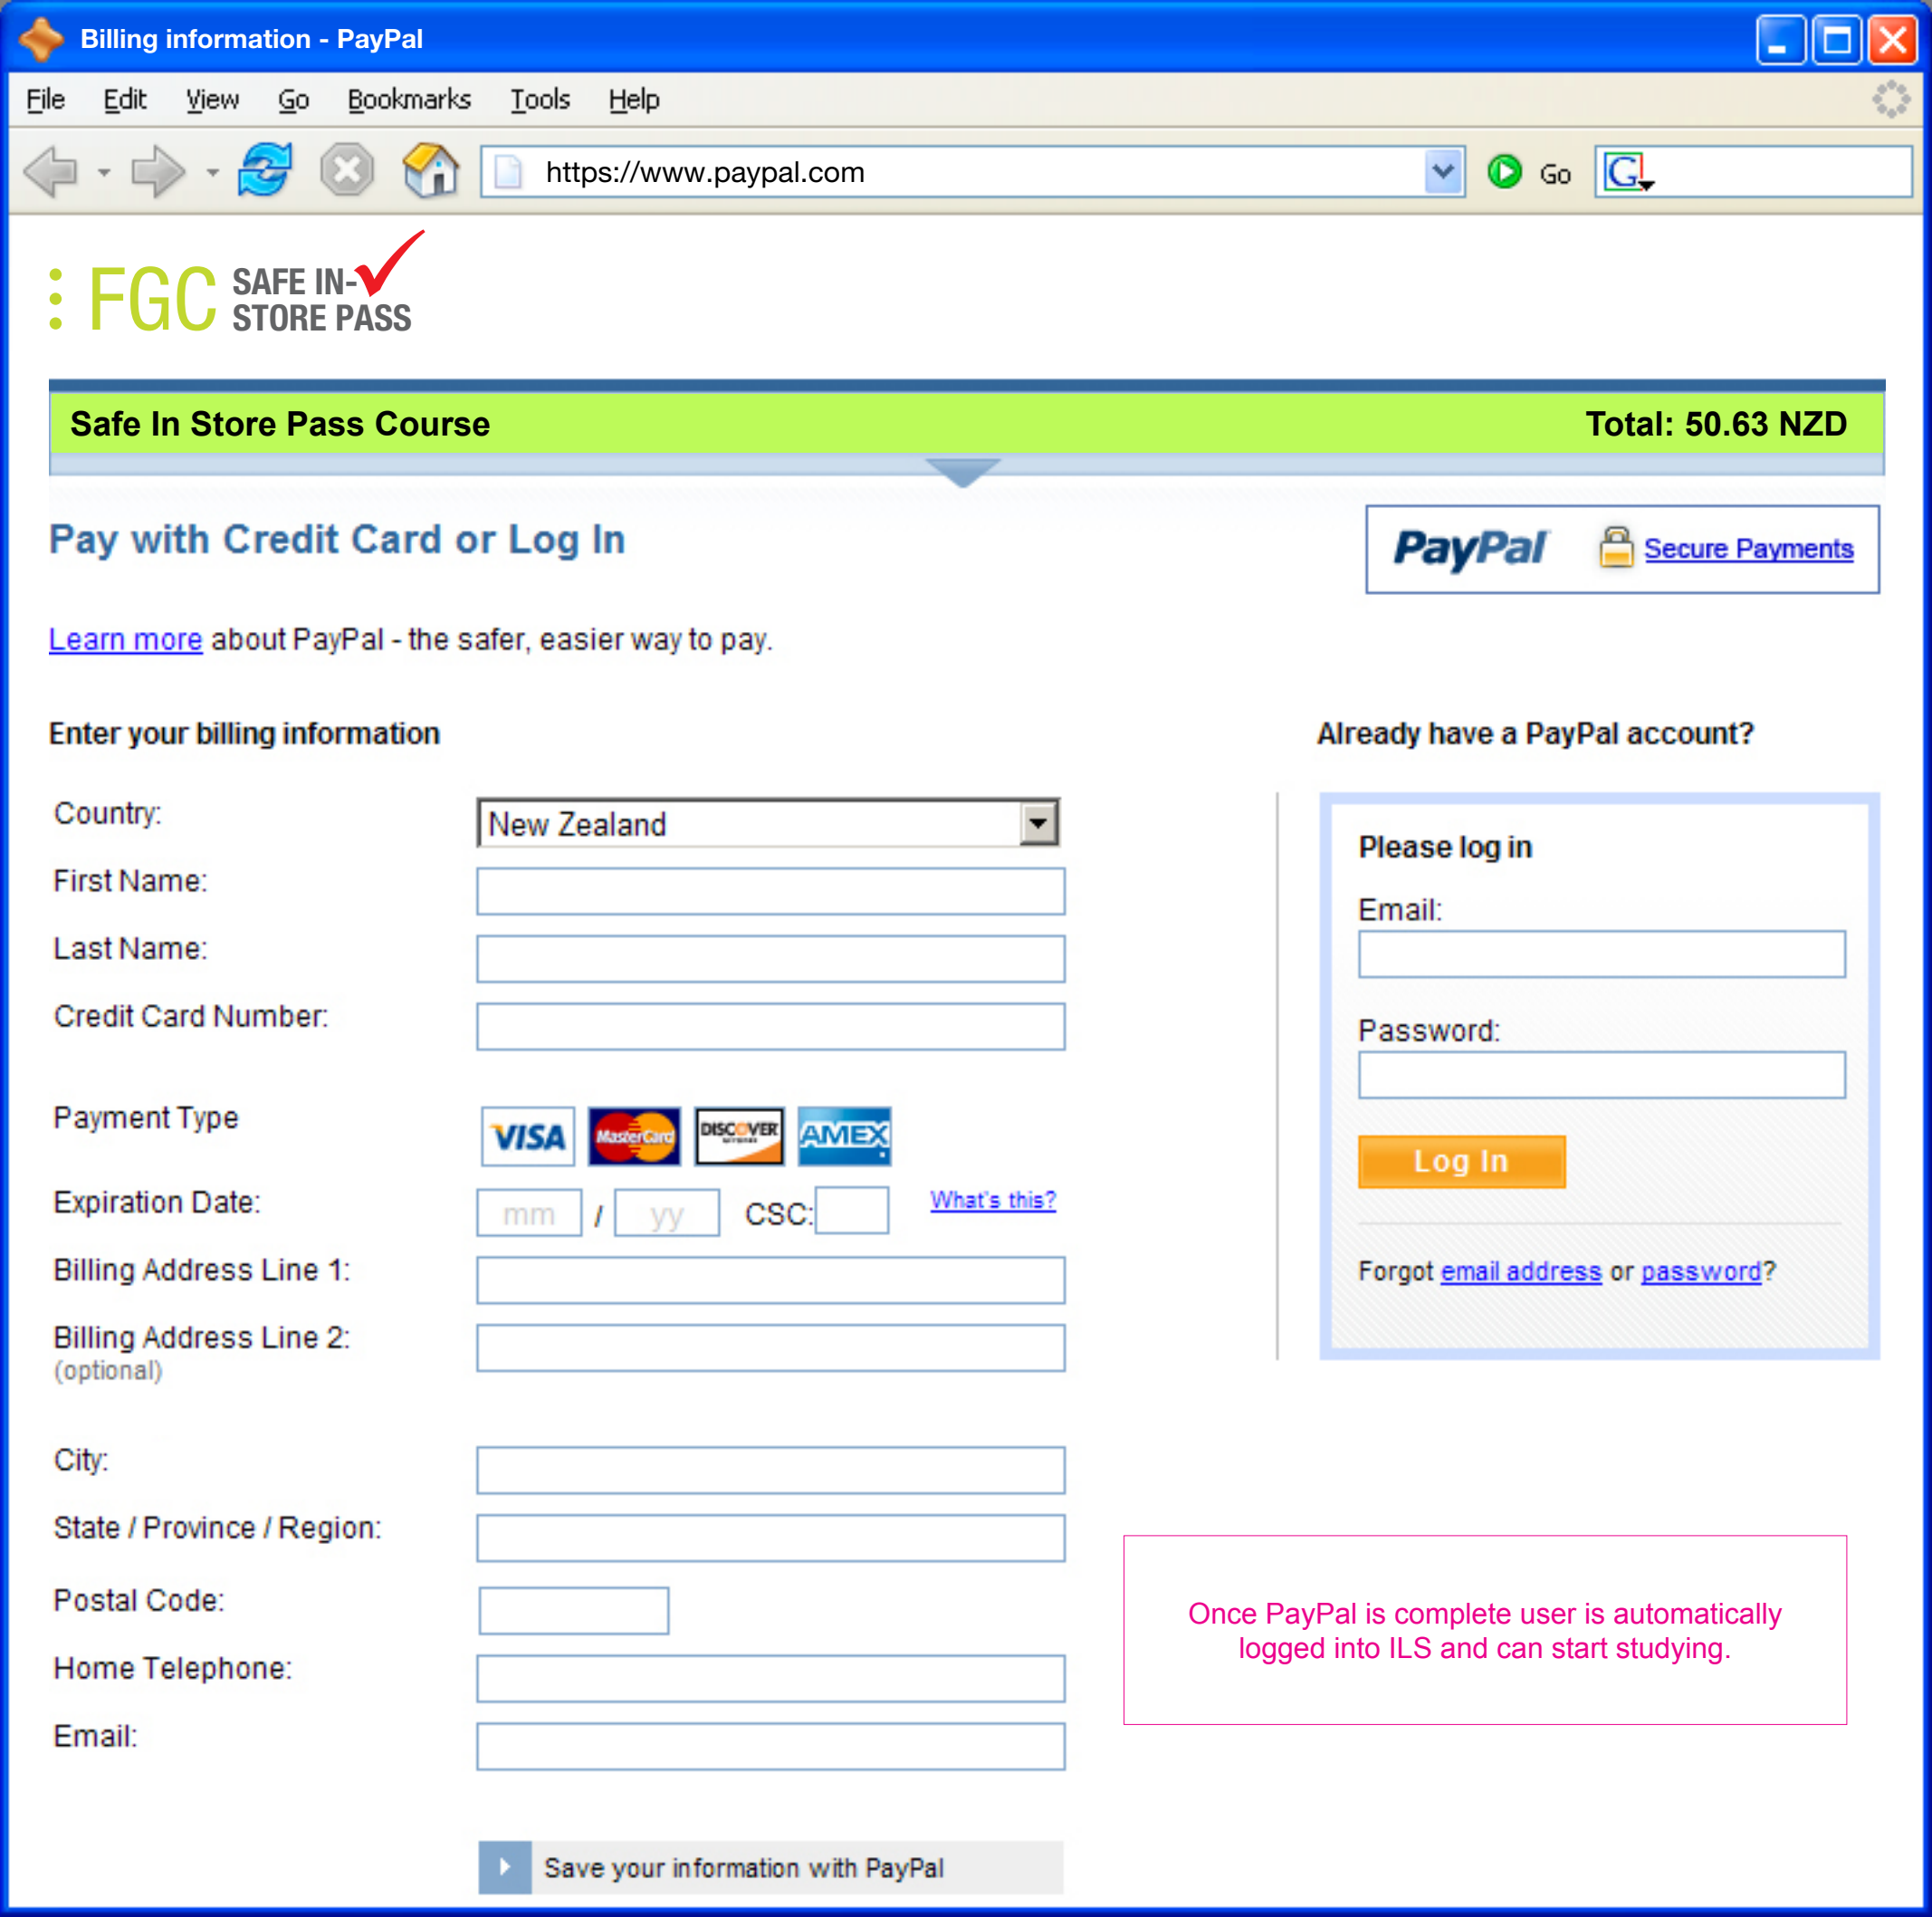 Billing information - PayPal
File Edit View Go Bookmarks Tools Help
https://www.paypal.com Go G
FGC SAFE IN-
STORE PASS
Safe In Store Pass Course Total: 50.63 NZD
Pay with Credit Card or Log In
PayPal Secure Payments
Learn more about PayPal - the safer, easier way to pay.
Enter your billing information
Country: New Zealand
First Name:
Last Name:
Credit Card Number:
Payment Type VISA MasterCard DISCOVER NETWORK AMEX
Expiration Date: mm / yy CSC: What's this?
Billing Address Line 1:
Billing Address Line 2:
(optional)
City:
State / Province / Region:
Postal Code:
Home Telephone:
Email:
Save your information with PayPal
Already have a PayPal account?
Please log in
Email:
Password:
Log In
Forgot email address or password?
Once PayPal is complete user is automatically
logged into ILS and can start studying.